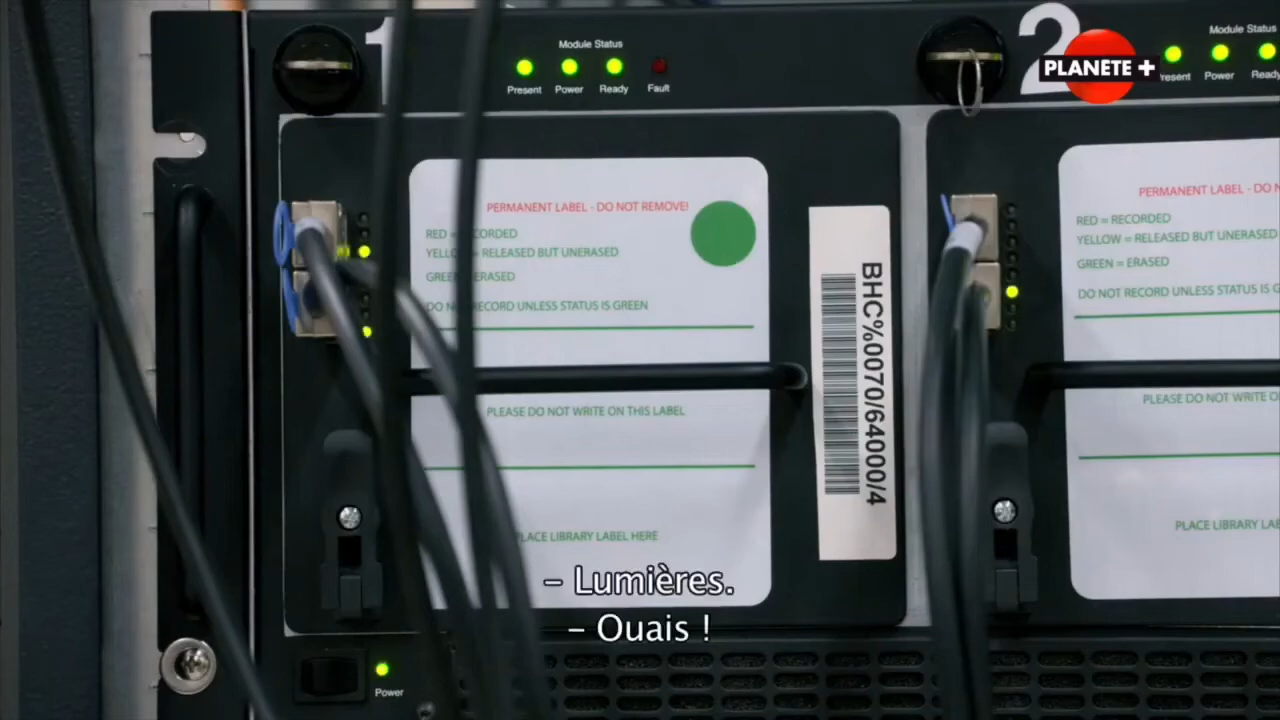 1
Module Status
Present Power Ready Fault
2
Module Status
Power Ready
PLANÈTE +
PERMANENT LABEL - DO NOT REMOVE!
RED = RECORDED
YELLOW = RELEASED BUT UNERASED
GREEN = ERASED
DO NOT RECORD UNLESS STATUS IS GREEN
PLEASE DO NOT WRITE ON THIS LABEL
PLACE LIBRARY LABEL HERE
BHC%0070/64000/4
PERMANENT LABEL - DO
RED = RECORDED
YELLOW = RELEASED BUT UNERASED
GREEN = ERASED
DO NOT RECORD UNLESS STATUS IS
PLEASE DO NOT WRITE
PLACE LIBRARY
– Lumières.
– Ouais !
Power